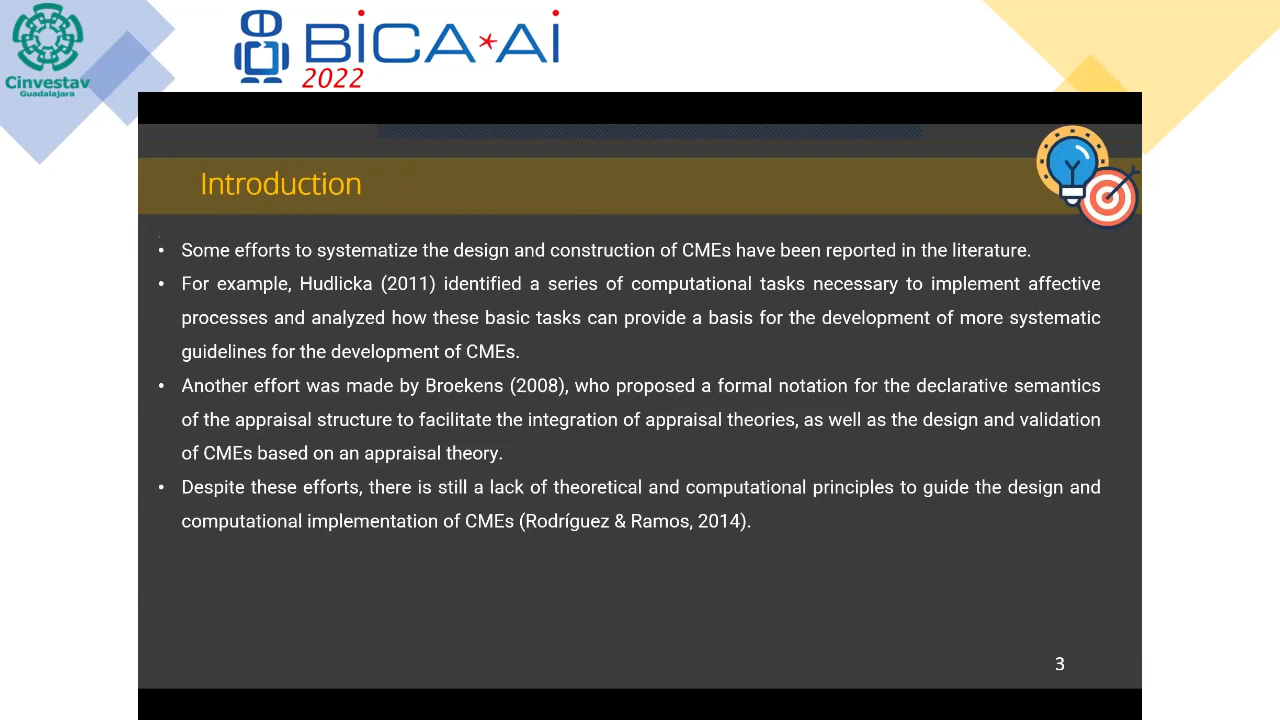 Cinvestav
Guadalajara
BiCA*Ai
2022
Introduction
• Some efforts to systematize the design and construction of CMEs have been reported in the literature.
• For example, Hudlicka (2011) identified a series of computational tasks necessary to implement affective
processes and analyzed how these basic tasks can provide a basis for the development of more systematic
guidelines for the development of CMEs.
• Another effort was made by Broekens (2008), who proposed a formal notation for the declarative semantics
of the appraisal structure to facilitate the integration of appraisal theories, as well as the design and validation
of CMEs based on an appraisal theory.
• Despite these efforts, there is still a lack of theoretical and computational principles to guide the design and
computational implementation of CMEs (Rodríguez & Ramos, 2014).
3